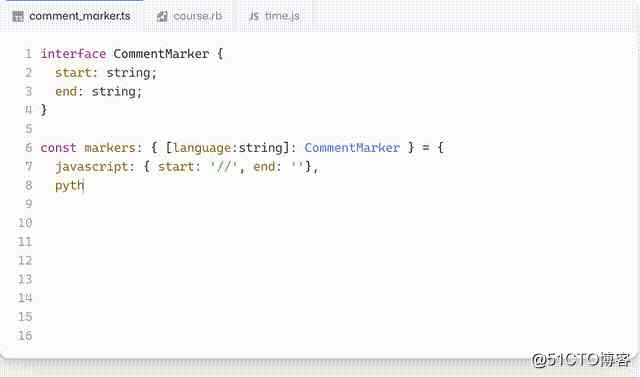 comment_marker.ts course.rb JS time.js
1 interface CommentMarker {
2 start: string;
3 end: string;
4 }
5
6 const markers: { [language:string]: CommentMarker } = {
7 javascript: { start: '//', end: ''},
8 pyth
9
10
11
12
13
14
15
16
@51CTO博客